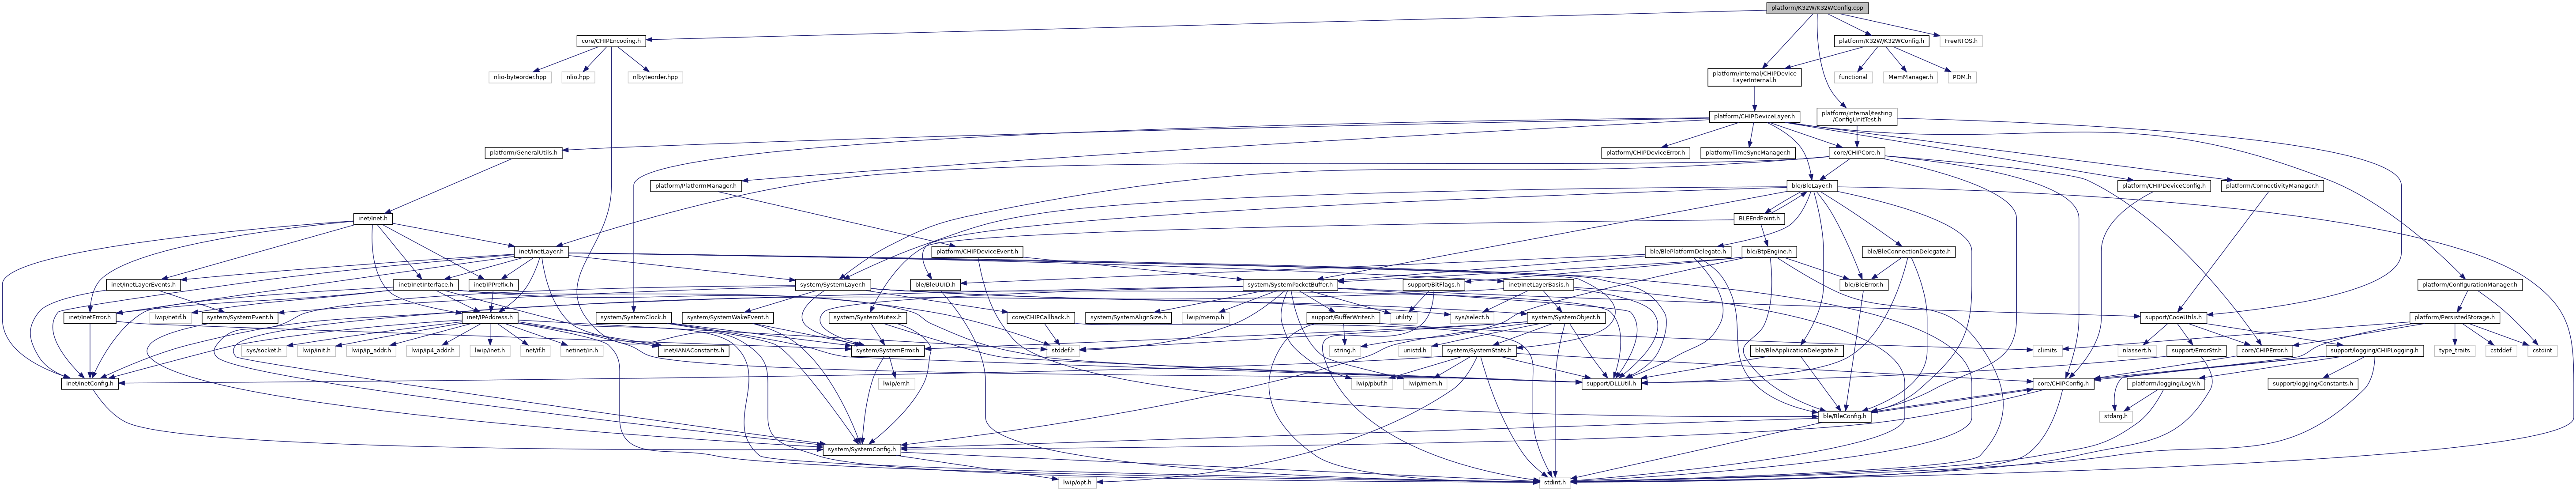 platform/K32W/K32WConfig.cpp
core/CHIPEncoding.h
platform/K32W/K32WConfig.h
FreeRTOS.h
nlio-byteorder.hpp
nlio.hpp
nlbyteorder.hpp
platform/internal/CHIPDevice
LayerInternal.h
functional
MemManager.h
PDM.h
platform/CHIPDeviceLayer.h
platform/internal/testing
/ConfigUnitTest.h
platform/GeneralUtils.h
platform/CHIPDeviceError.h
platform/TimeSyncManager.h
core/CHIPCore.h
platform/PlatformManager.h
ble/BleLayer.h
platform/CHIPDeviceConfig.h
platform/ConnectivityManager.h
inet/Inet.h
BLEEndPoint.h
inet/InetLayer.h
platform/CHIPDeviceEvent.h
ble/BlePlatformDelegate.h
ble/BtpEngine.h
ble/BleConnectionDelegate.h
inet/InetLayerEvents.h
inet/InetInterface.h
inet/IPPrefix.h
system/SystemLayer.h
ble/BleUUID.h
system/SystemPacketBuffer.h
support/BitFlags.h
inet/InetLayerBasis.h
ble/BleError.h
platform/ConfigurationManager.h
inet/InetError.h
lwip/netif.h
system/SystemEvent.h
inet/IPAddress.h
system/SystemClock.h
system/SystemWakeEvent.h
system/SystemMutex.h
core/CHIPCallback.h
system/SystemAlignSize.h
lwip/memp.h
support/BufferWriter.h
utility
sys/select.h
system/SystemObject.h
support/CodeUtils.h
platform/PersistedStorage.h
sys/socket.h
lwip/init.h
lwip/ip_addr.h
lwip/ip4_addr.h
lwip/inet.h
net/if.h
netinet/in.h
inet/IANAConstants.h
system/SystemError.h
stddef.h
string.h
unistd.h
system/SystemStats.h
ble/BleApplicationDelegate.h
climits
nlassert.h
support/ErrorStr.h
core/CHIPError.h
support/logging/CHIPLogging.h
type_traits
cstddef
cstdint
inet/InetConfig.h
lwip/err.h
lwip/pbuf.h
lwip/mem.h
support/DLLUtil.h
core/CHIPConfig.h
platform/logging/LogV.h
support/logging/Constants.h
ble/BleConfig.h
stdarg.h
system/SystemConfig.h
lwip/opt.h
stdint.h